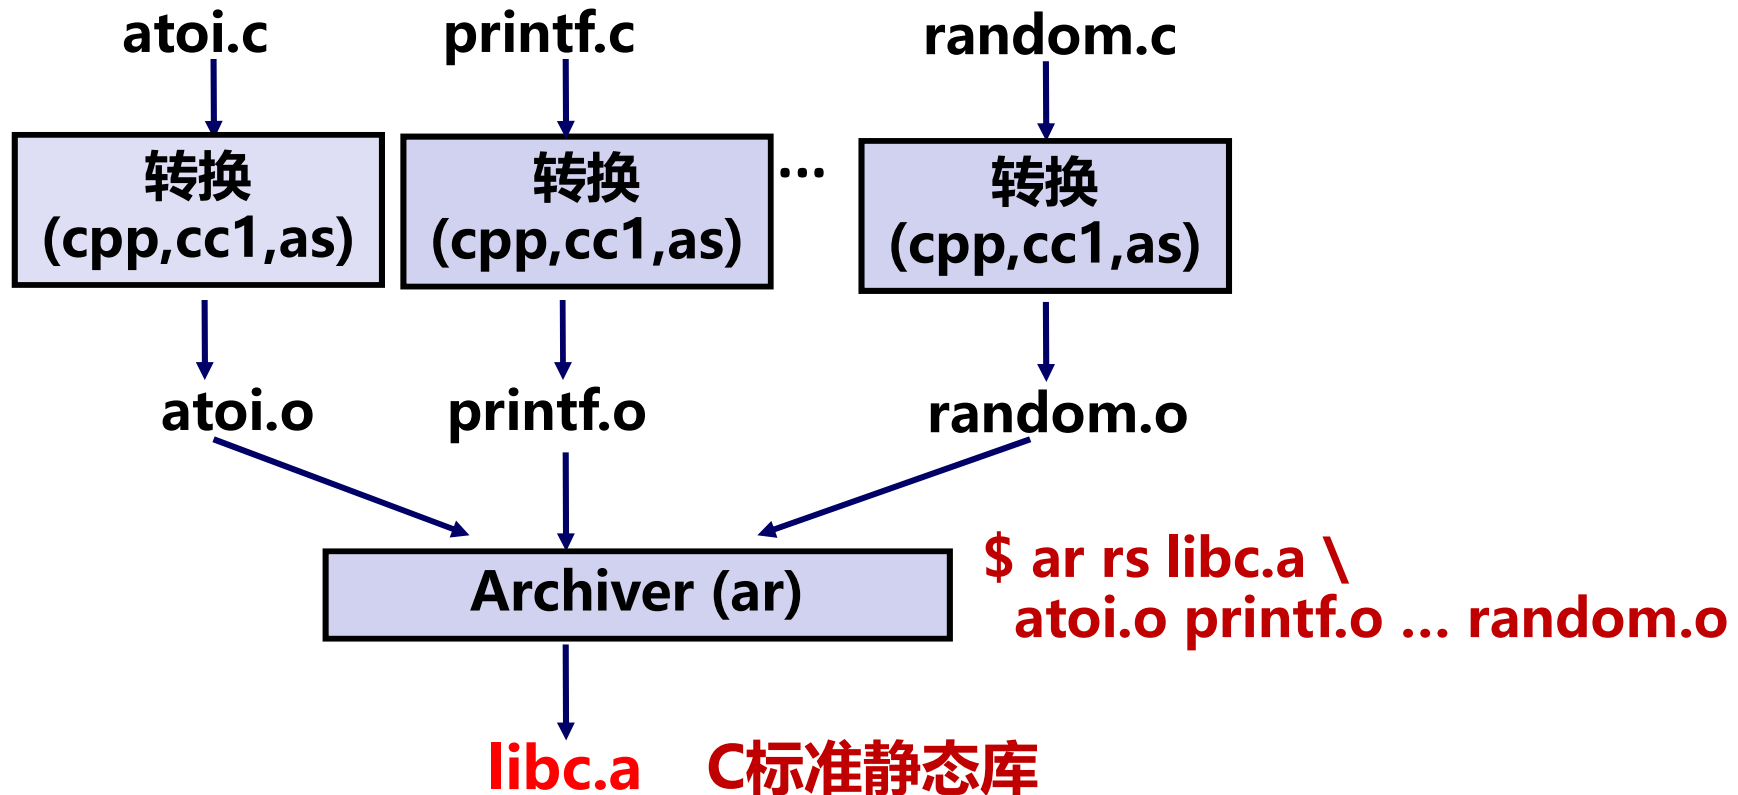 atoi.c printf.c random.c
转换 转换 ... 转换
(cpp,cc1,as) (cpp,cc1,as) (cpp,cc1,as)
atoi.o printf.o random.o
Archiver (ar)
$ ar rs libc.a \
atoi.o printf.o ... random.o
libc.a C标准静态库